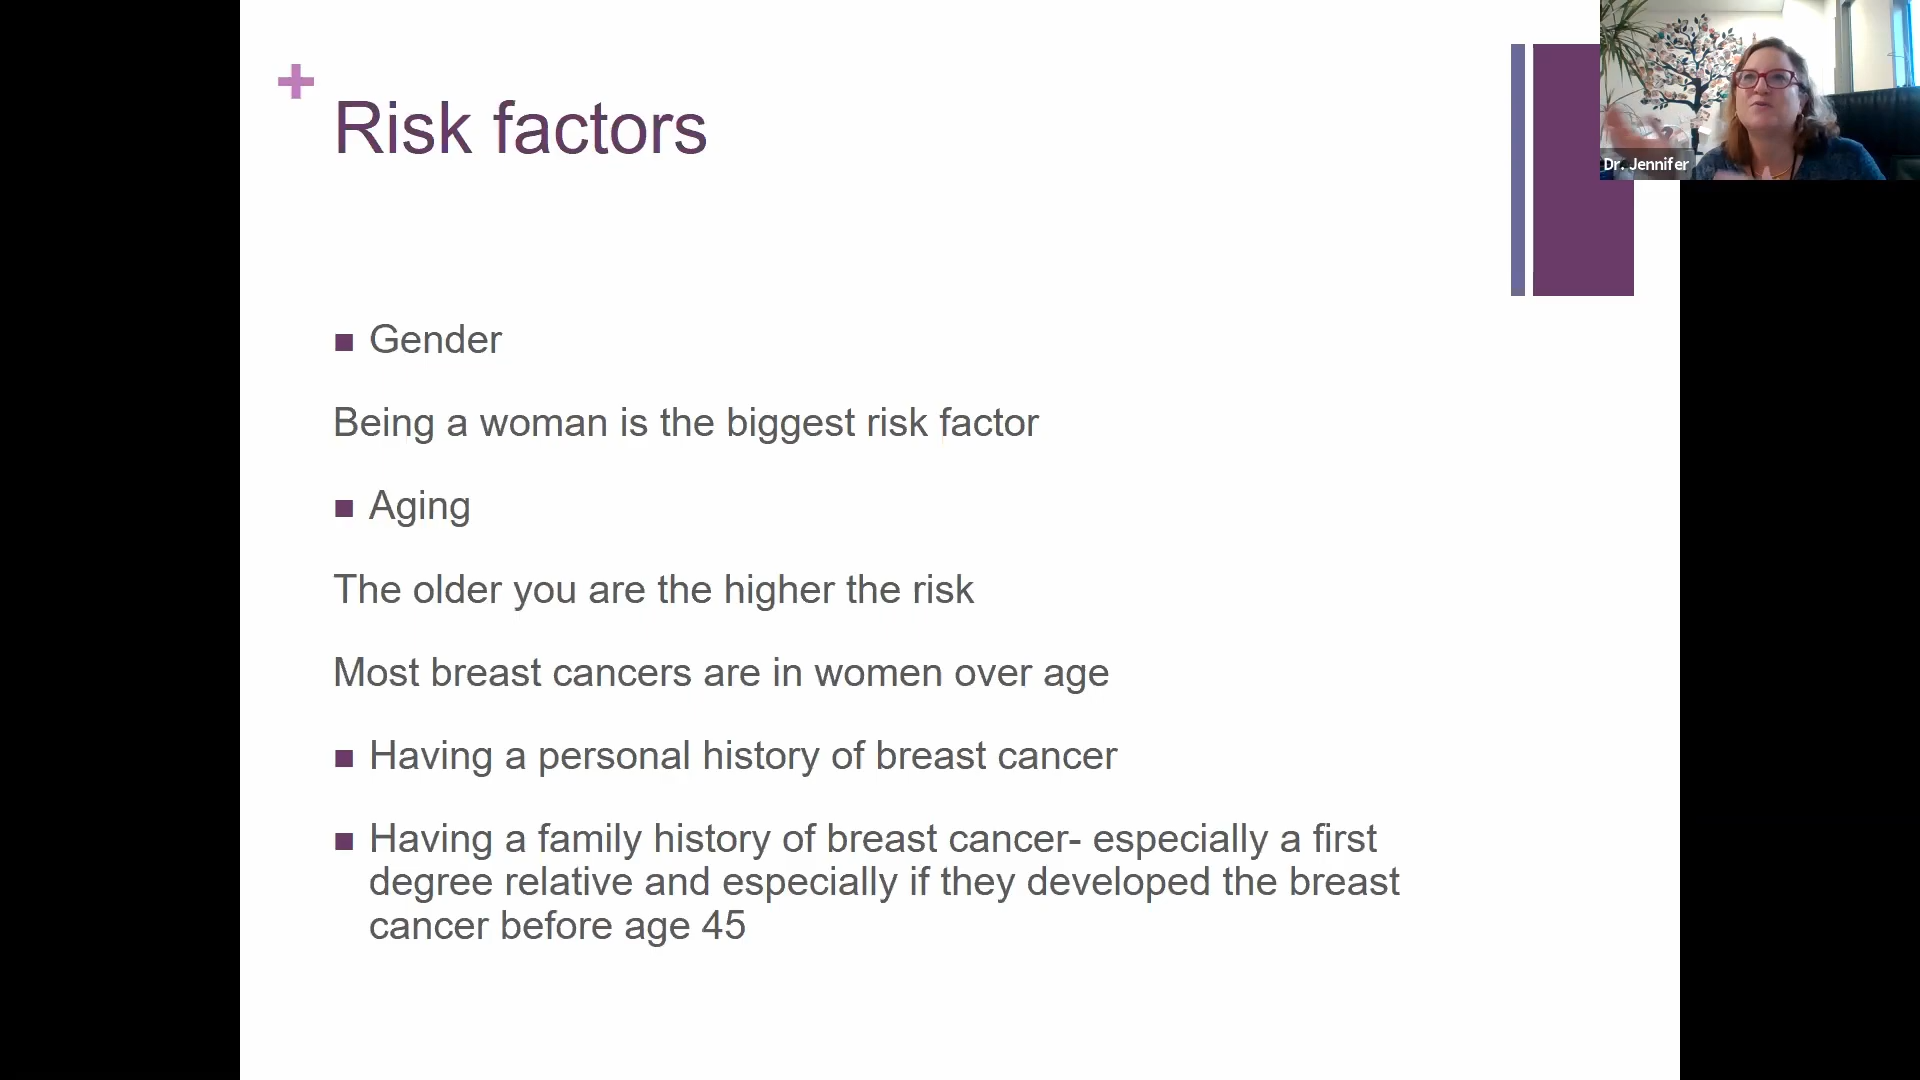 Risk factors
Dr. Jennifer
Gender
Being a woman is the biggest risk factor
Aging
The older you are the higher the risk
Most breast cancers are in women over age
Having a personal history of breast cancer
Having a family history of breast cancer- especially a first
degree relative and especially if they developed the breast
cancer before age 45